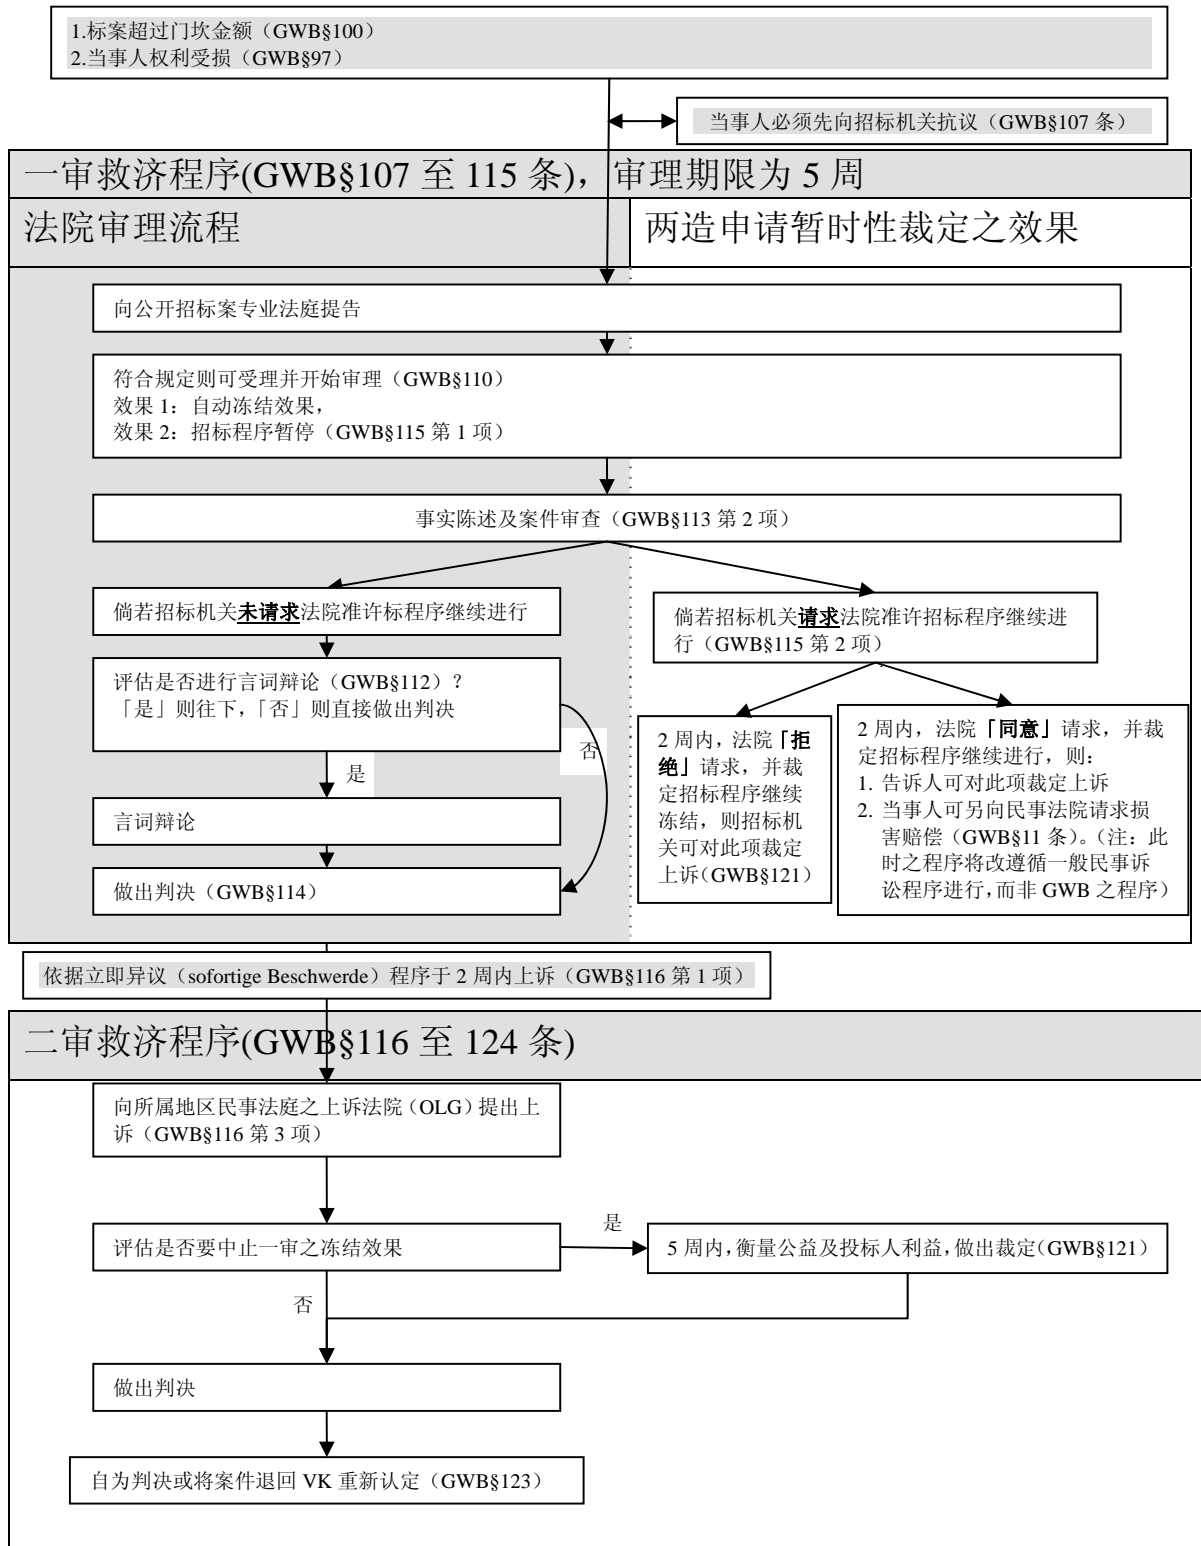 1.标案超过门坎金额（GWB§100）
2.当事人权利受损（GWB§97）
当事人必须先向招标机关抗议（GWB§107 条）
一审救济程序(GWB§107 至 115 条)，审理期限为 5 周
法院审理流程
两造申请暂时性裁定之效果
向公开招标案专业法庭提告
符合规定则可受理并开始审理（GWB§110）
效果 1：自动冻结效果，
效果 2：招标程序暂停（GWB§115 第 1 项）
事实陈述及案件审查（GWB§113 第 2 项）
倘若招标机关未请求法院准许标程序继续进行
评估是否进行言词辩论（GWB§112）？
「是」则往下，「否」则直接做出判决
否
是
言词辩论
做出判决（GWB§114）
倘若招标机关请求法院准许招标程序继续进
行（GWB§115 第 2 项）
2 周内，法院「拒
绝」请求，并裁
定招标程序继续
冻结，则招标机
关可对此项裁定
上诉（GWB§121）
2 周内，法院「同意」请求，并裁
定招标程序继续进行，则：
1. 告诉人可对此项裁定上诉
2. 当事人可另向民事法院请求损
害赔偿（GWB§11 条）。（注：此
时之程序将改遵循一般民事诉
讼程序进行，而非 GWB 之程序）
依据立即异议（sofortige Beschwerde）程序于 2 周内上诉（GWB§116 第 1 项）
二审救济程序(GWB§116 至 124 条)
向所属地区民事法庭之上诉法院（OLG）提出上
诉（GWB§116 第 3 项）
评估是否要中止一审之冻结效果
是
5 周内，衡量公益及投标人利益，做出裁定（GWB§121）
否
做出判决
自为判决或将案件退回 VK 重新认定（GWB§123）